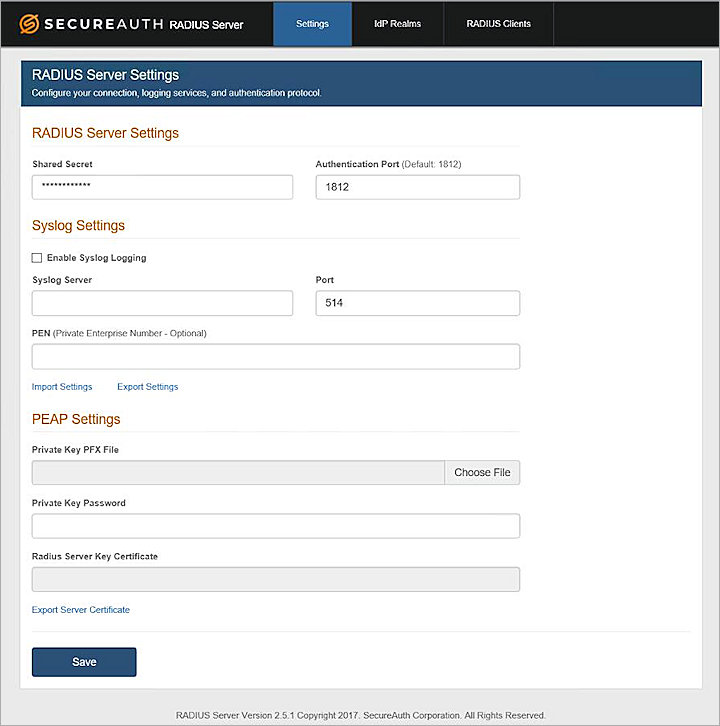 SECUREAUTH RADIUS Server Settings IdP Realms RADIUS Clients
RADIUS Server Settings
Configure your connection, logging services, and authentication protocol.
RADIUS Server Settings
Shared Secret Authentication Port (Default: 1812)
************ 1812
Syslog Settings
Enable Syslog Logging
Syslog Server Port
514
PEN (Private Enterprise Number - Optional)
Import Settings Export Settings
PEAP Settings
Private Key PFX File
Choose File
Private Key Password
Radius Server Key Certificate
Export Server Certificate
Save
RADIUS Server Version 2.5.1 Copyright 2017. SecureAuth Corporation. All Rights Reserved.